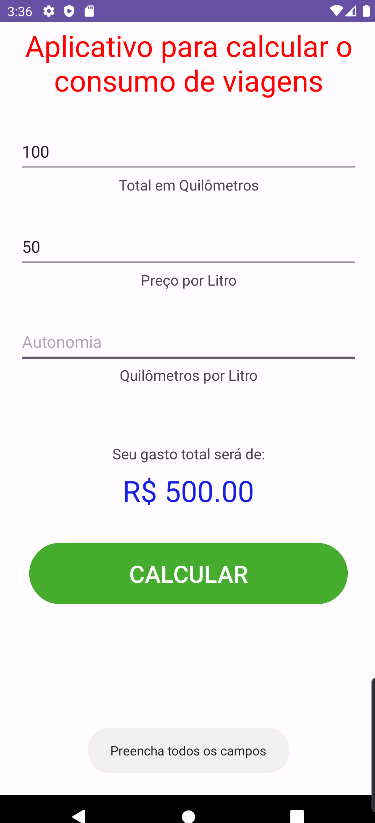 3:36
Aplicativo para calcular o
consumo de viagens
100
Total em Quilômetros
50
Preço por Litro
Autonomia
Quilômetros por Litro
Seu gasto total será de:
R$ 500.00
CALCULAR
Preencha todos os campos